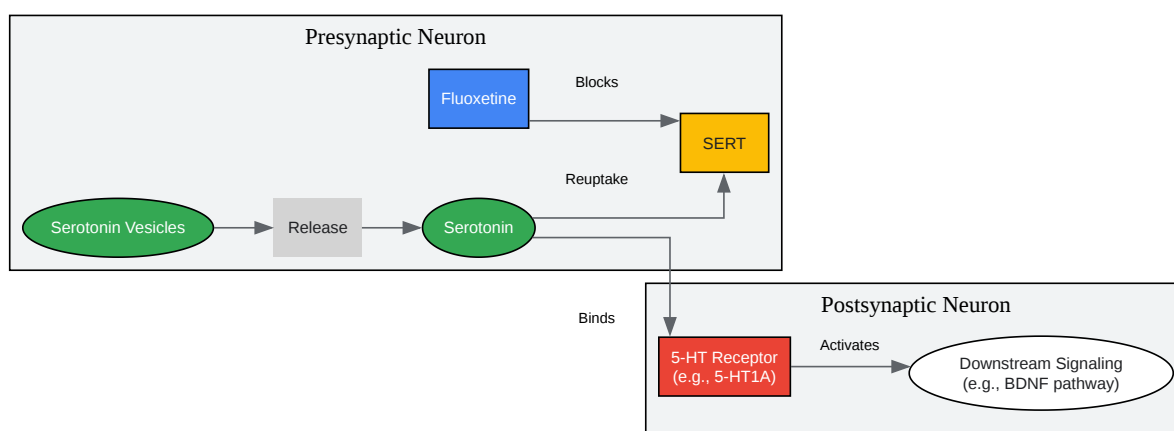 Presynaptic Neuron
Blocks
Fluoxetine
SERT
Reuptake
Serotonin Vesicles
Release
Serotonin
Postsynaptic Neuron
Binds
Activates
5-HT Receptor
(e.g., 5-HT1A)
Downstream Signaling
(e.g., BDNF pathway)